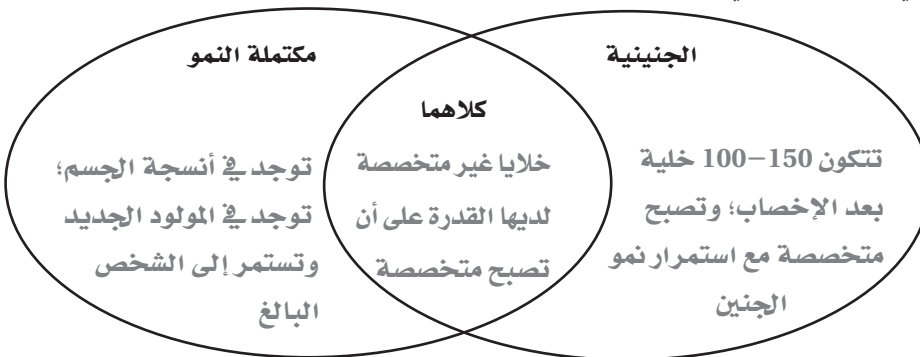 الجنينية
تتكون 150–100 خلية
بعد الإخصاب؛ وتصبح
متخصصة مع استمرار نمو
الجنين
كلاهما
خلايا غير متخصصة
لديها القدرة على أن
تصبح متخصصة
مكتملة النمو
توجد في أنسجة الجسم؛
توجد في المولود الجديد
وتستمر إلى الشخص
البالغ